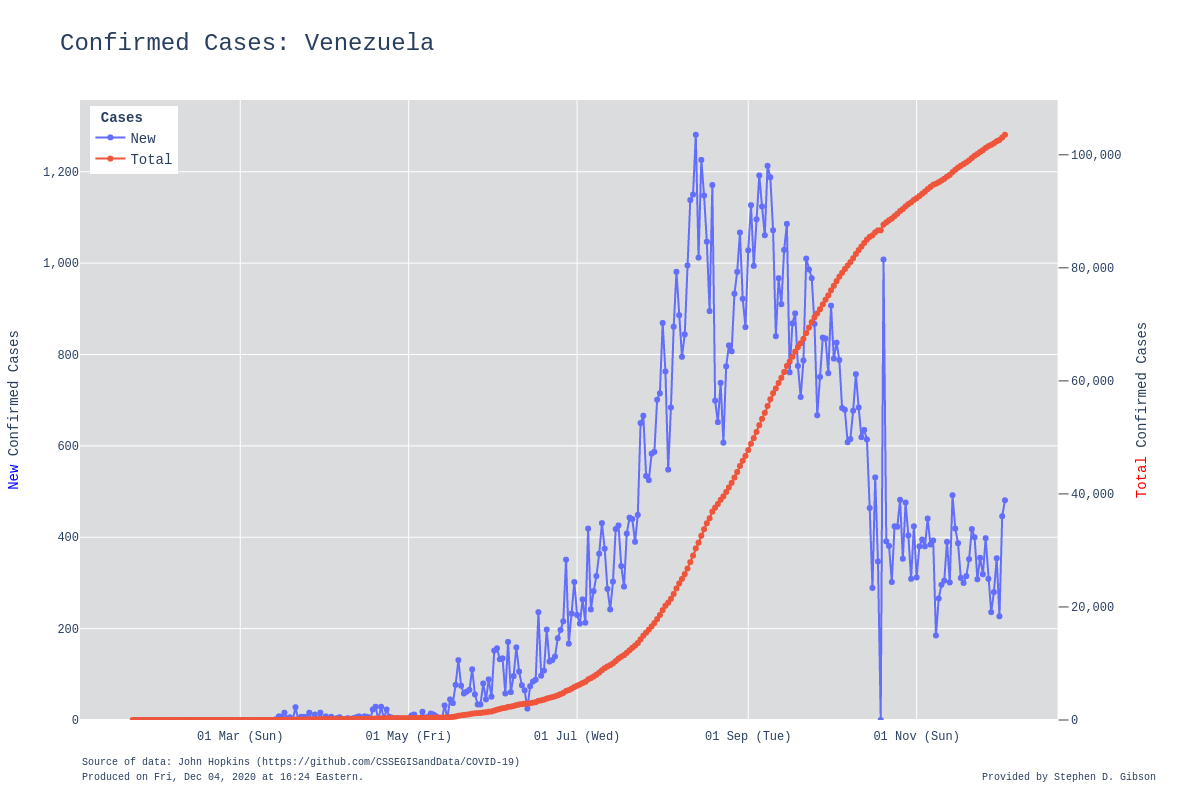 Confirmed Cases: Venezuela
Cases
New
Total
1,200
1,000
800
600
400
200
0
New Confirmed Cases
100,000
80,000
60,000
40,000
20,000
0
Total Confirmed Cases
01 Mar (Sun)
01 May (Fri)
01 Jul (Wed)
01 Sep (Tue)
01 Nov (Sun)
Source of data: John Hopkins (https://github.com/CSSEGISandData/COVID-19)
Produced on Fri, Dec 04, 2020 at 16:24 Eastern.
Provided by Stephen D. Gibson